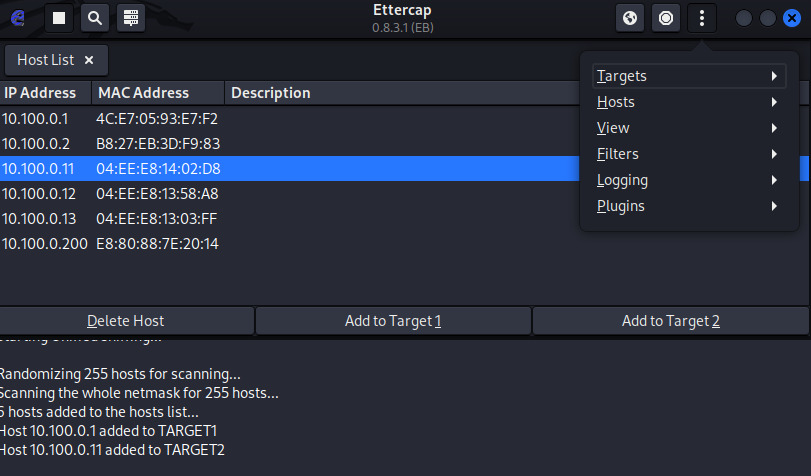 Ettercap
0.8.3.1 (EB)
Host List ×
IP Address MAC Address Description
10.100.0.1 4C:E7:05:93:E7:F2
10.100.0.2 B8:27:EB:3D:F9:83
10.100.0.11 04:EE:E8:14:02:D8
10.100.0.12 04:EE:E8:13:58:A8
10.100.0.13 04:EE:E8:13:03:FF
10.100.0.200 E8:80:88:7E:20:14
Targets
Hosts
View
Filters
Logging
Plugins
Delete Host Add to Target 1 Add to Target 2
Starting Unified sniffing...
Randomizing 255 hosts for scanning...
Scanning the whole netmask for 255 hosts...
hosts added to the hosts list...
Host 10.100.0.1 added to TARGET1
Host 10.100.0.11 added to TARGET2